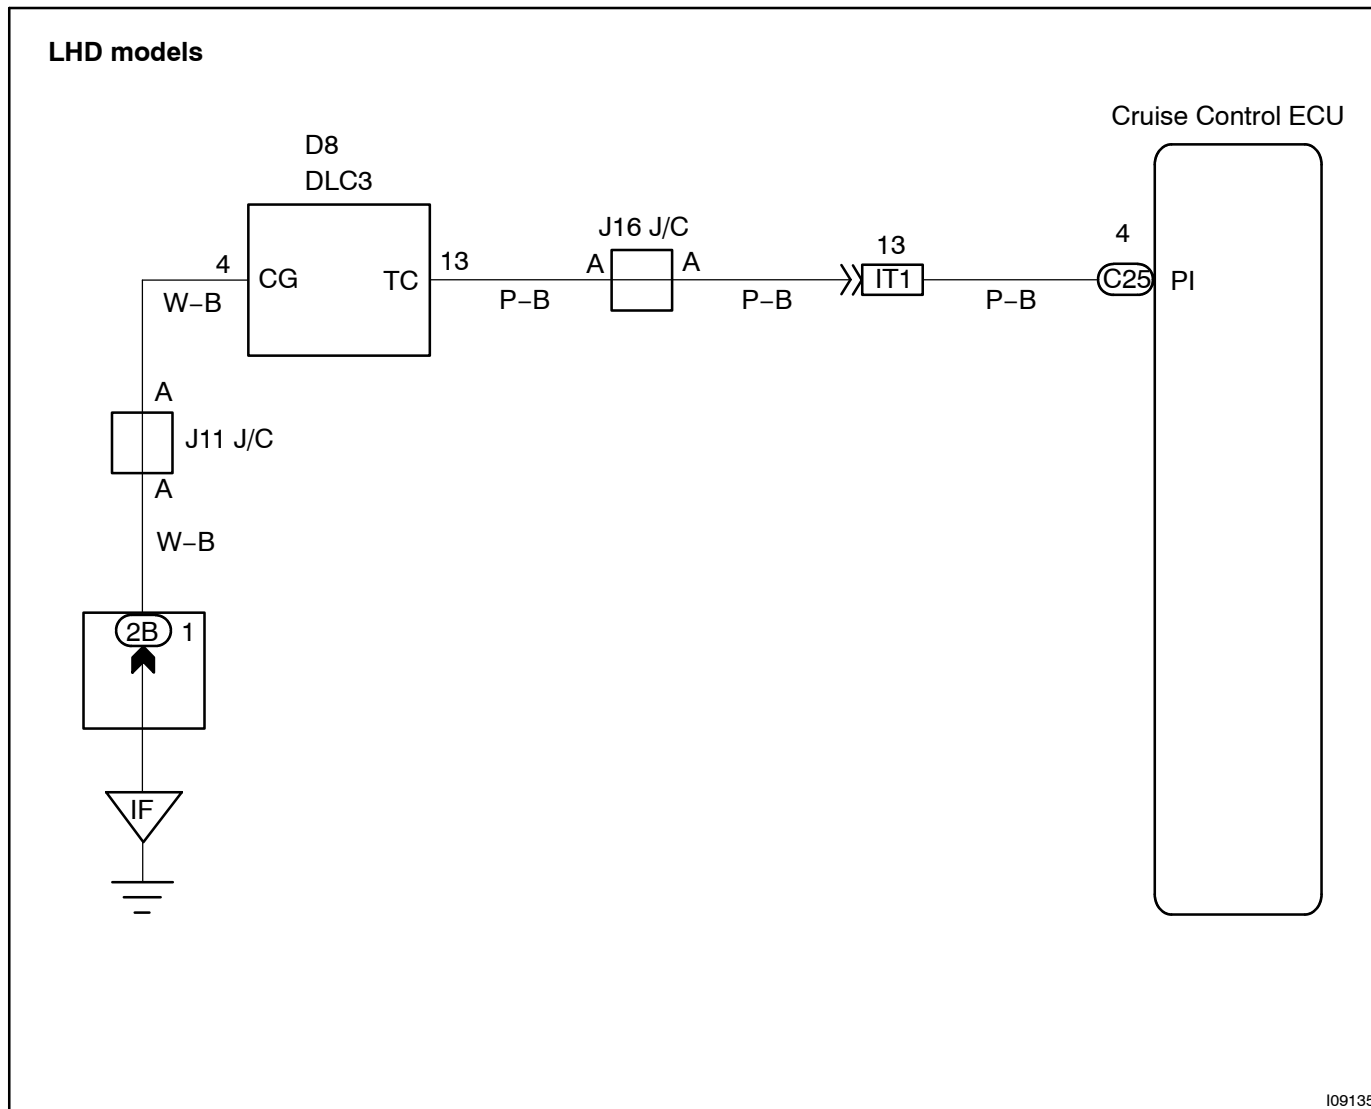 LHD models
Cruise Control ECU
D8
DLC3
J16 J/C
4
CG
TC
13
A
A
13
IT1
4
C25
PI
W−B
P−B
P−B
P−B
A
J11 J/C
A
W−B
2B
1
IF
I09135